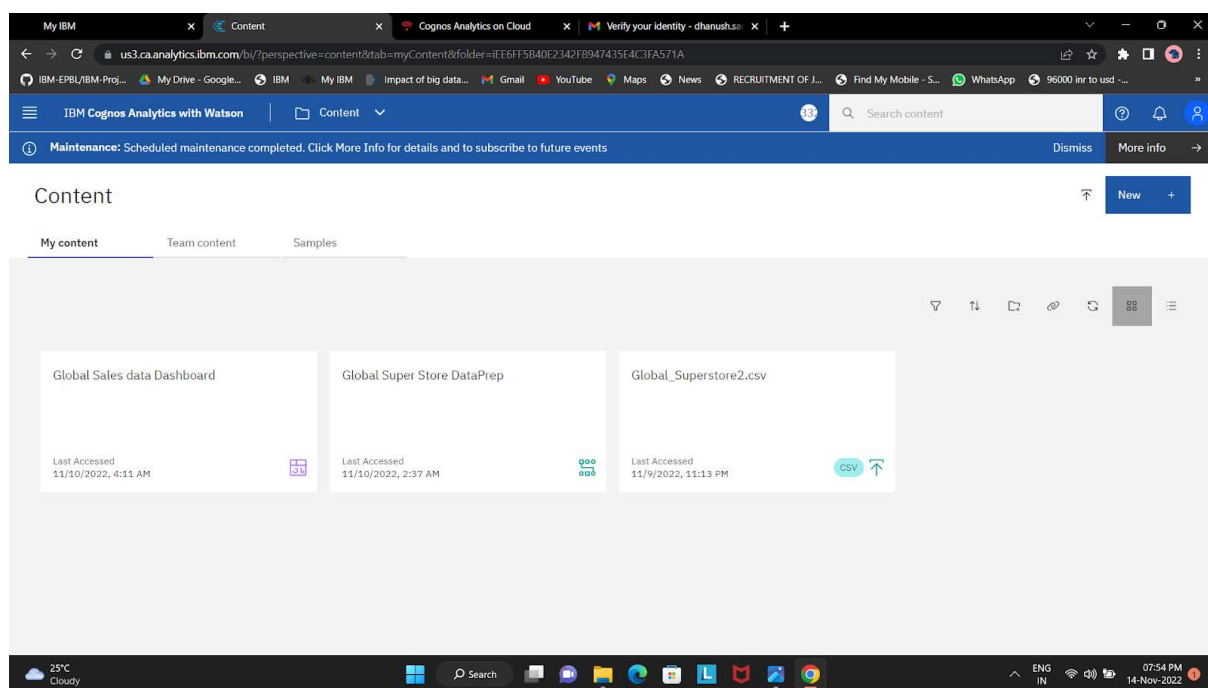 My IBM
Content
Cognos Analytics on Cloud
Verify your identity - dhanush.sa
us3.ca.analytics.ibm.com/bi/?perspective=content&tab=myContent&folder=iEE6FF5B40E2342F8947435E4C3FA571A
IBM-EPBL/IBM-Proj... My Drive - Google... IBM My IBM Impact of big data... Gmail YouTube Maps News RECRUITMENT OF J... Find My Mobile - S... WhatsApp 96000 inr to usd -... »
IBM Cognos Analytics with Watson
Content
332
Search content
Maintenance: Scheduled maintenance completed. Click More Info for details and to subscribe to future events
Dismiss
More info
Content
New +
My content
Team content
Samples
Global Sales data Dashboard
Last Accessed
11/10/2022, 4:11 AM
Global Super Store DataPrep
Last Accessed
11/10/2022, 2:37 AM
Global_Superstore2.csv
Last Accessed
11/9/2022, 11:13 PM
CSV
25°C
Cloudy
Search
L
ENG
IN
07:54 PM
14-Nov-2022
1